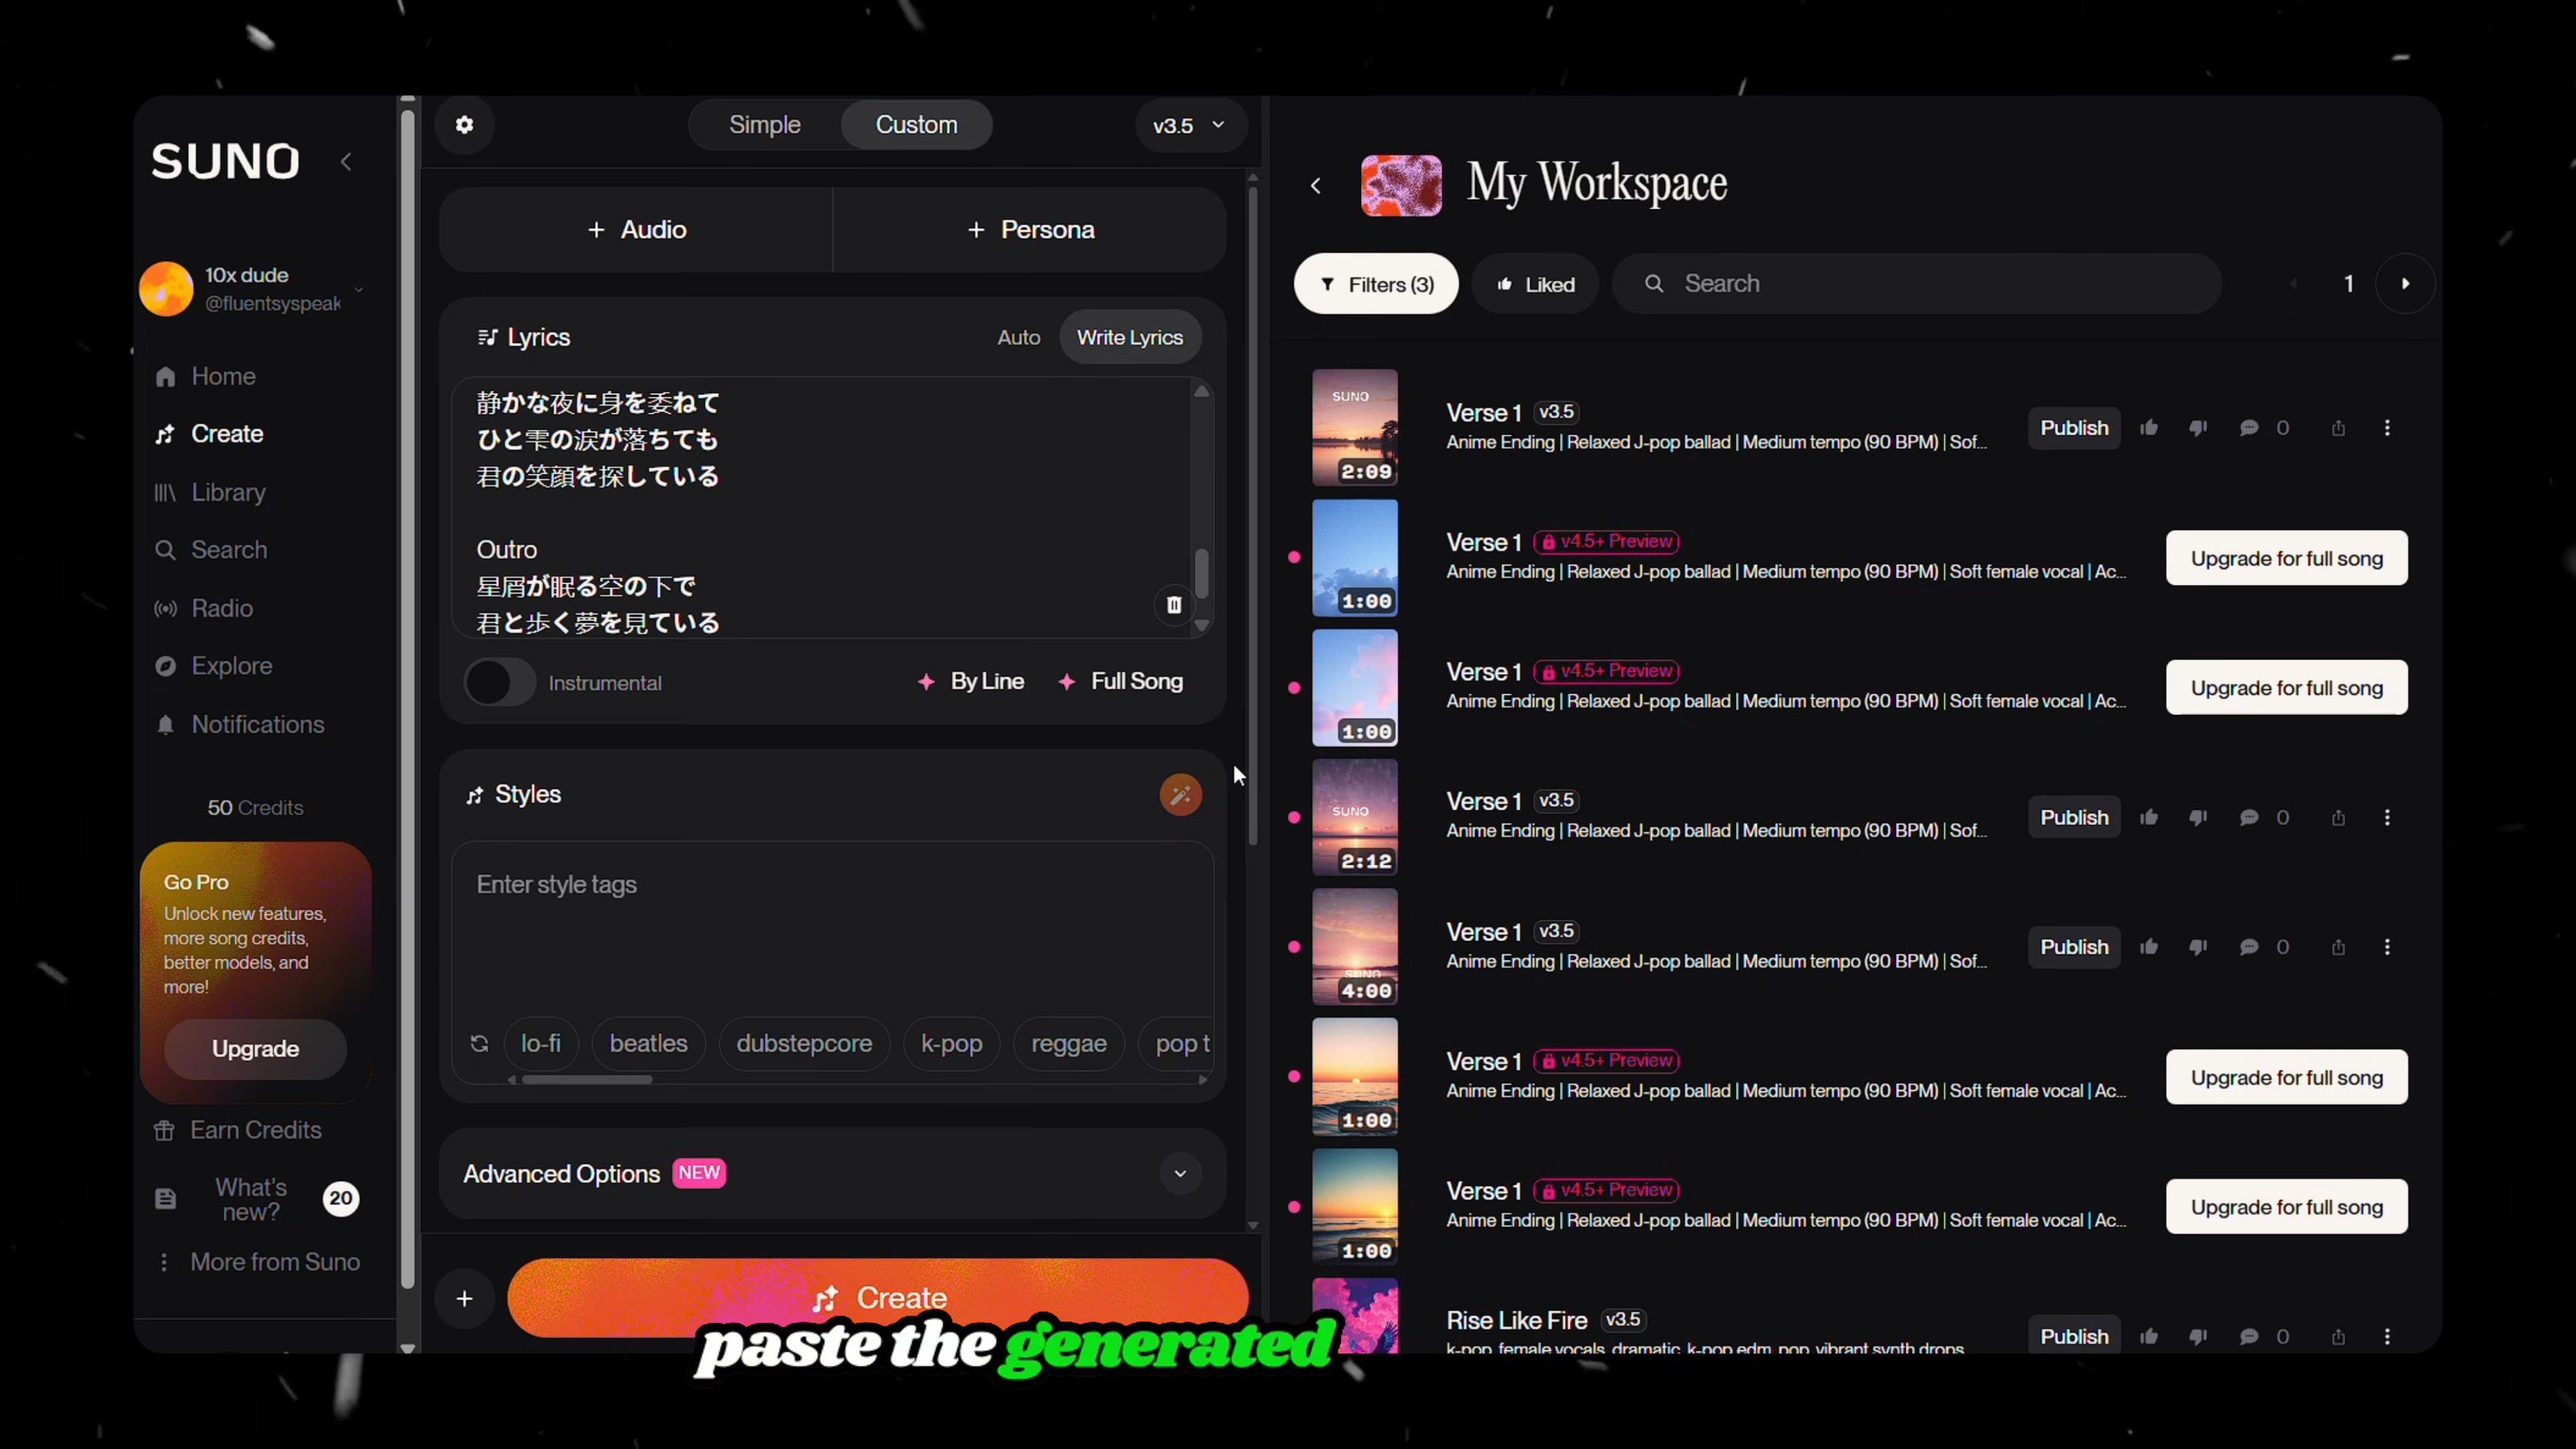 SUNO
10x dude
@fluentsyspeak
Home
Create
Library
Search
Radio
Explore
Notifications
50 Credits
Go Pro
Unlock new features,
more song credits,
better models, and
more!
Upgrade
Earn Credits
What's
new?
20
More from Suno
Simple
Custom
v3.5
+ Audio
+ Persona
Lyrics
Auto
Write Lyrics
静かな夜に身を委ねて
ひと雫の涙が落ちても
君の笑顔を探している
Outro
星屑が眠る空の下で
君と歩く夢を見ている
Instrumental
By Line
Full Song
Styles
Enter style tags
lo-fi
beatles
dubstepcore
k-pop
reggae
pop t
Advanced Options NEW
+
Create
paste the generated
My Workspace
Filters (3)
Liked
Search
1
SUNO
2:09
Verse 1 v3.5
Anime Ending | Relaxed J-pop ballad | Medium tempo (90 BPM) | Sof...
Publish
0
1:00
Verse 1 v4.5+ Preview
Anime Ending | Relaxed J-pop ballad | Medium tempo (90 BPM) | Soft female vocal | Ac...
Upgrade for full song
1:00
Verse 1 v4.5+ Preview
Anime Ending | Relaxed J-pop ballad | Medium tempo (90 BPM) | Soft female vocal | Ac...
Upgrade for full song
SUNO
2:12
Verse 1 v3.5
Anime Ending | Relaxed J-pop ballad | Medium tempo (90 BPM) | Sof...
Publish
0
SUNO
4:00
Verse 1 v3.5
Anime Ending | Relaxed J-pop ballad | Medium tempo (90 BPM) | Sof...
Publish
0
1:00
Verse 1 v4.5+ Preview
Anime Ending | Relaxed J-pop ballad | Medium tempo (90 BPM) | Soft female vocal | Ac...
Upgrade for full song
1:00
Verse 1 v4.5+ Preview
Anime Ending | Relaxed J-pop ballad | Medium tempo (90 BPM) | Soft female vocal | Ac...
Upgrade for full song
Rise Like Fire v3.5
k-pop, female vocals, dramatic, k-pop edm, pop, vibrant synth drops
Publish
0